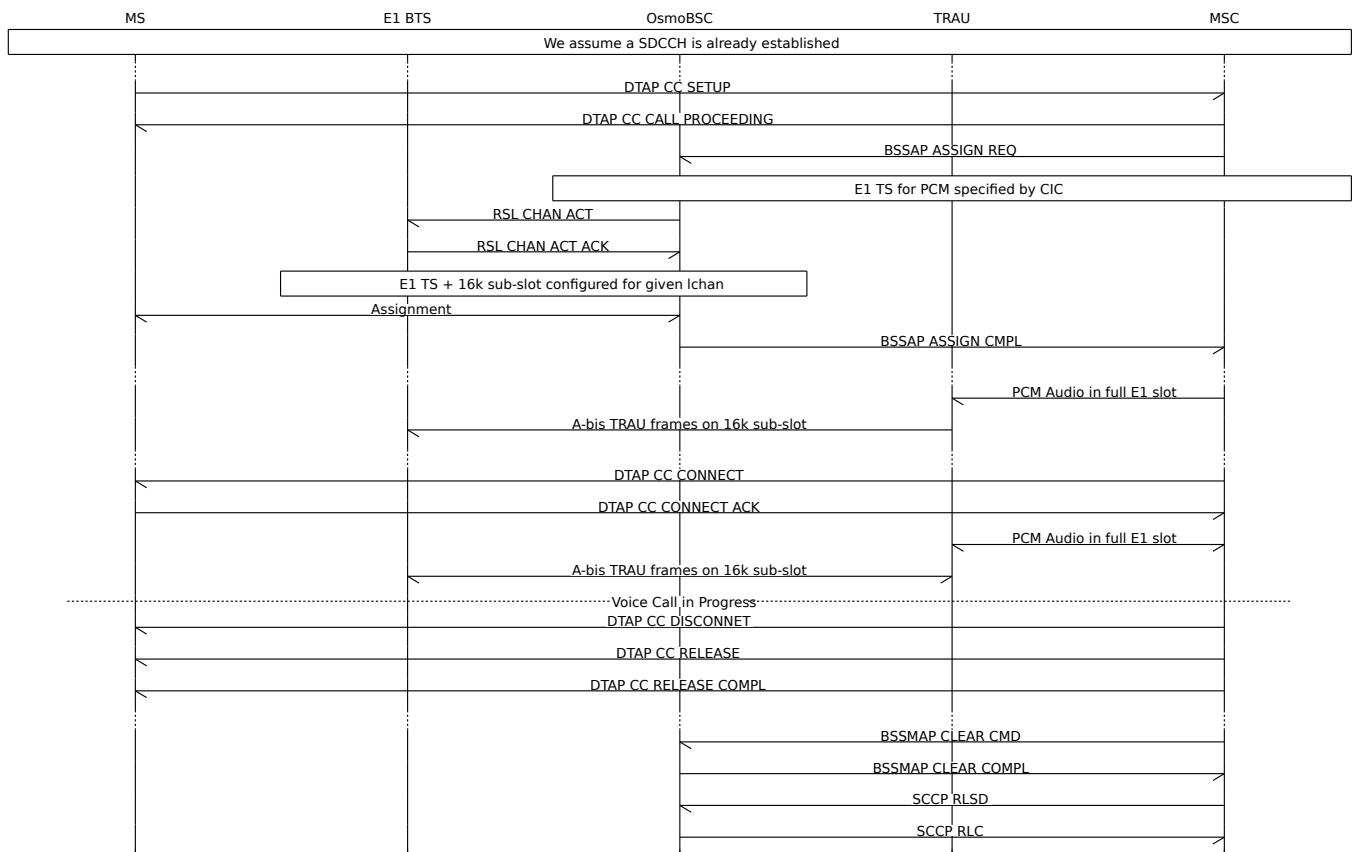 MS E1 BTS OsmoBSC TRAU MSC
We assume a SDCCH is already established
DTAP CC SETUP
DTAP CC CALL PROCEEDING
BSSAP ASSIGN REQ
E1 TS for PCM specified by CIC
RSL CHAN ACT
RSL CHAN ACT ACK
E1 TS + 16k sub-slot configured for given lchan
Assignment
BSSAP ASSIGN CMPL
PCM Audio in full E1 slot
A-bis TRAU frames on 16k sub-slot
DTAP CC CONNECT
DTAP CC CONNECT ACK
PCM Audio in full E1 slot
A-bis TRAU frames on 16k sub-slot
Voice Call in Progress
DTAP CC DISCONNET
DTAP CC RELEASE
DTAP CC RELEASE COMPL
BSSMAP CLEAR CMD
BSSMAP CLEAR COMPL
SCCP RLSD
SCCP RLC